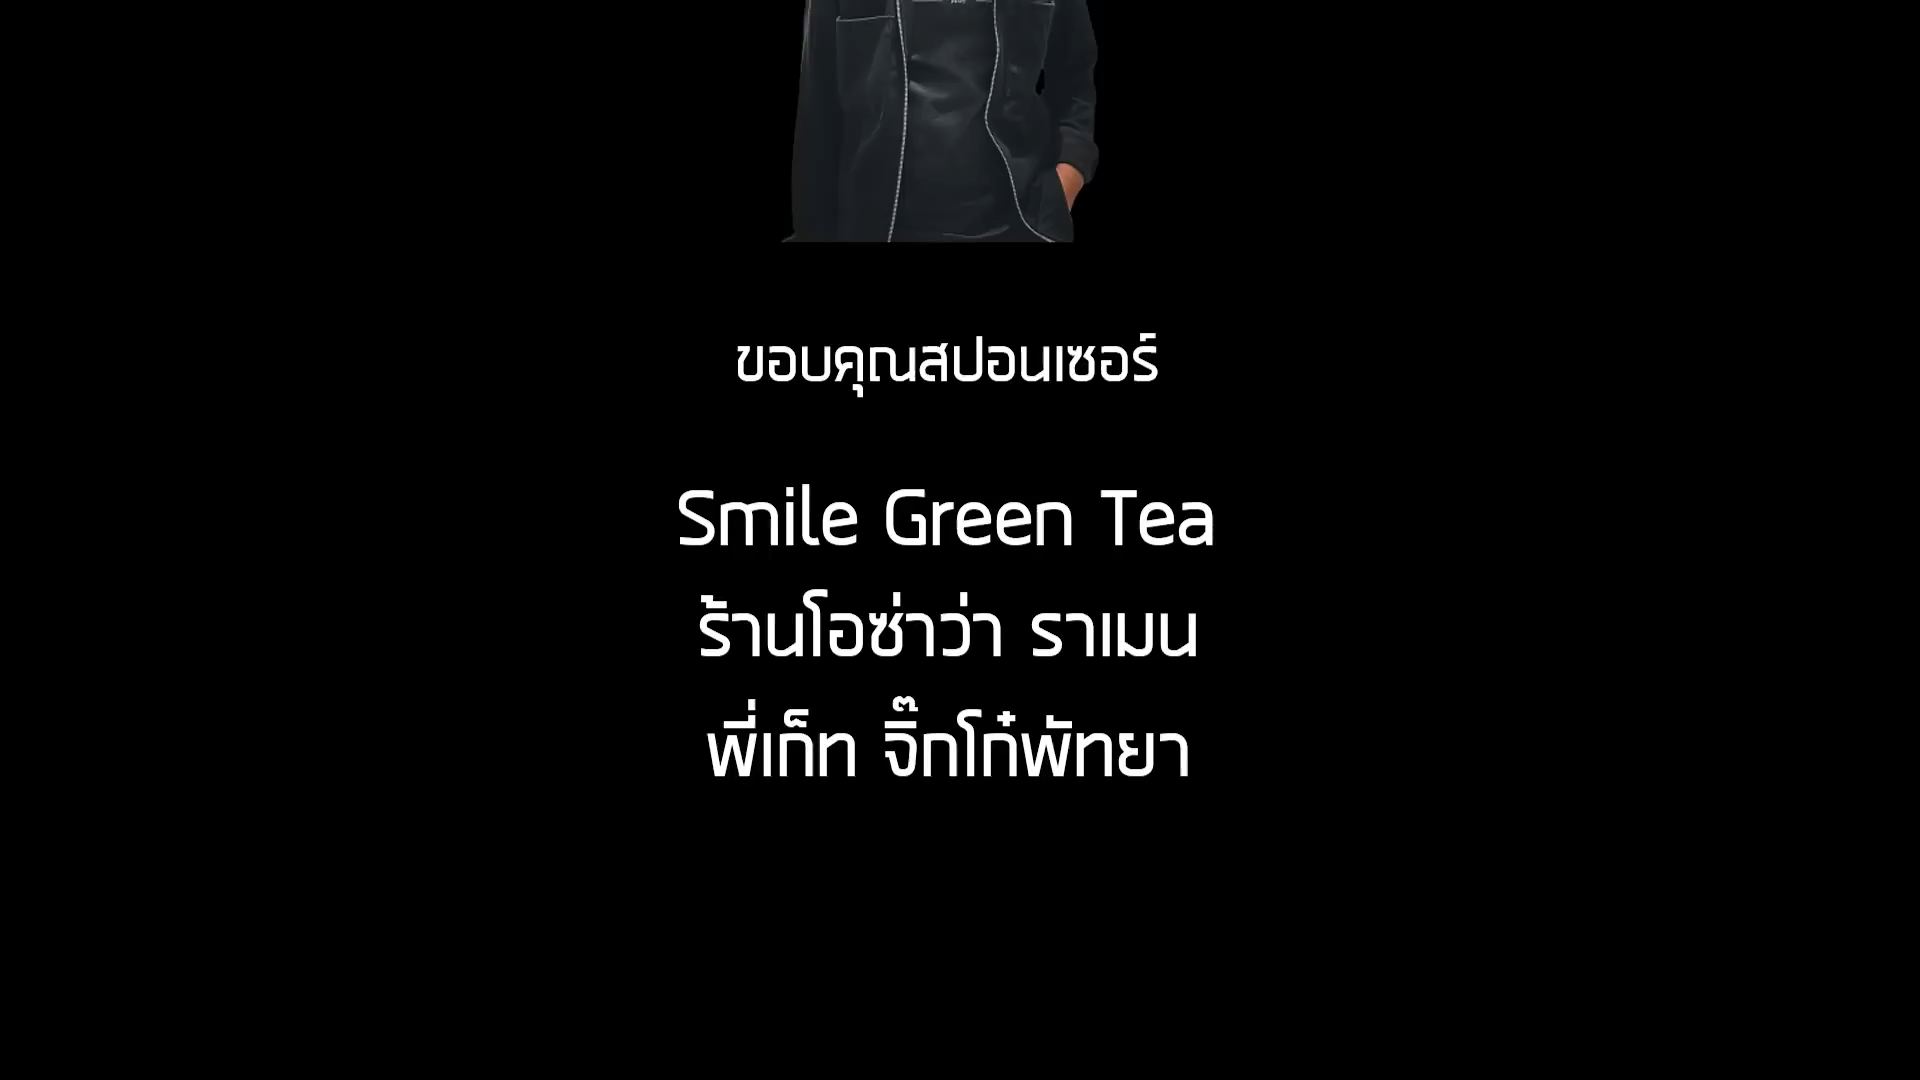 ขอบคุณสปอนเซอร์
Smile Green Tea
ร้านโอซ่าว่า ราเมน
พี่เก็ท จิ๊กโก๋พัทยา